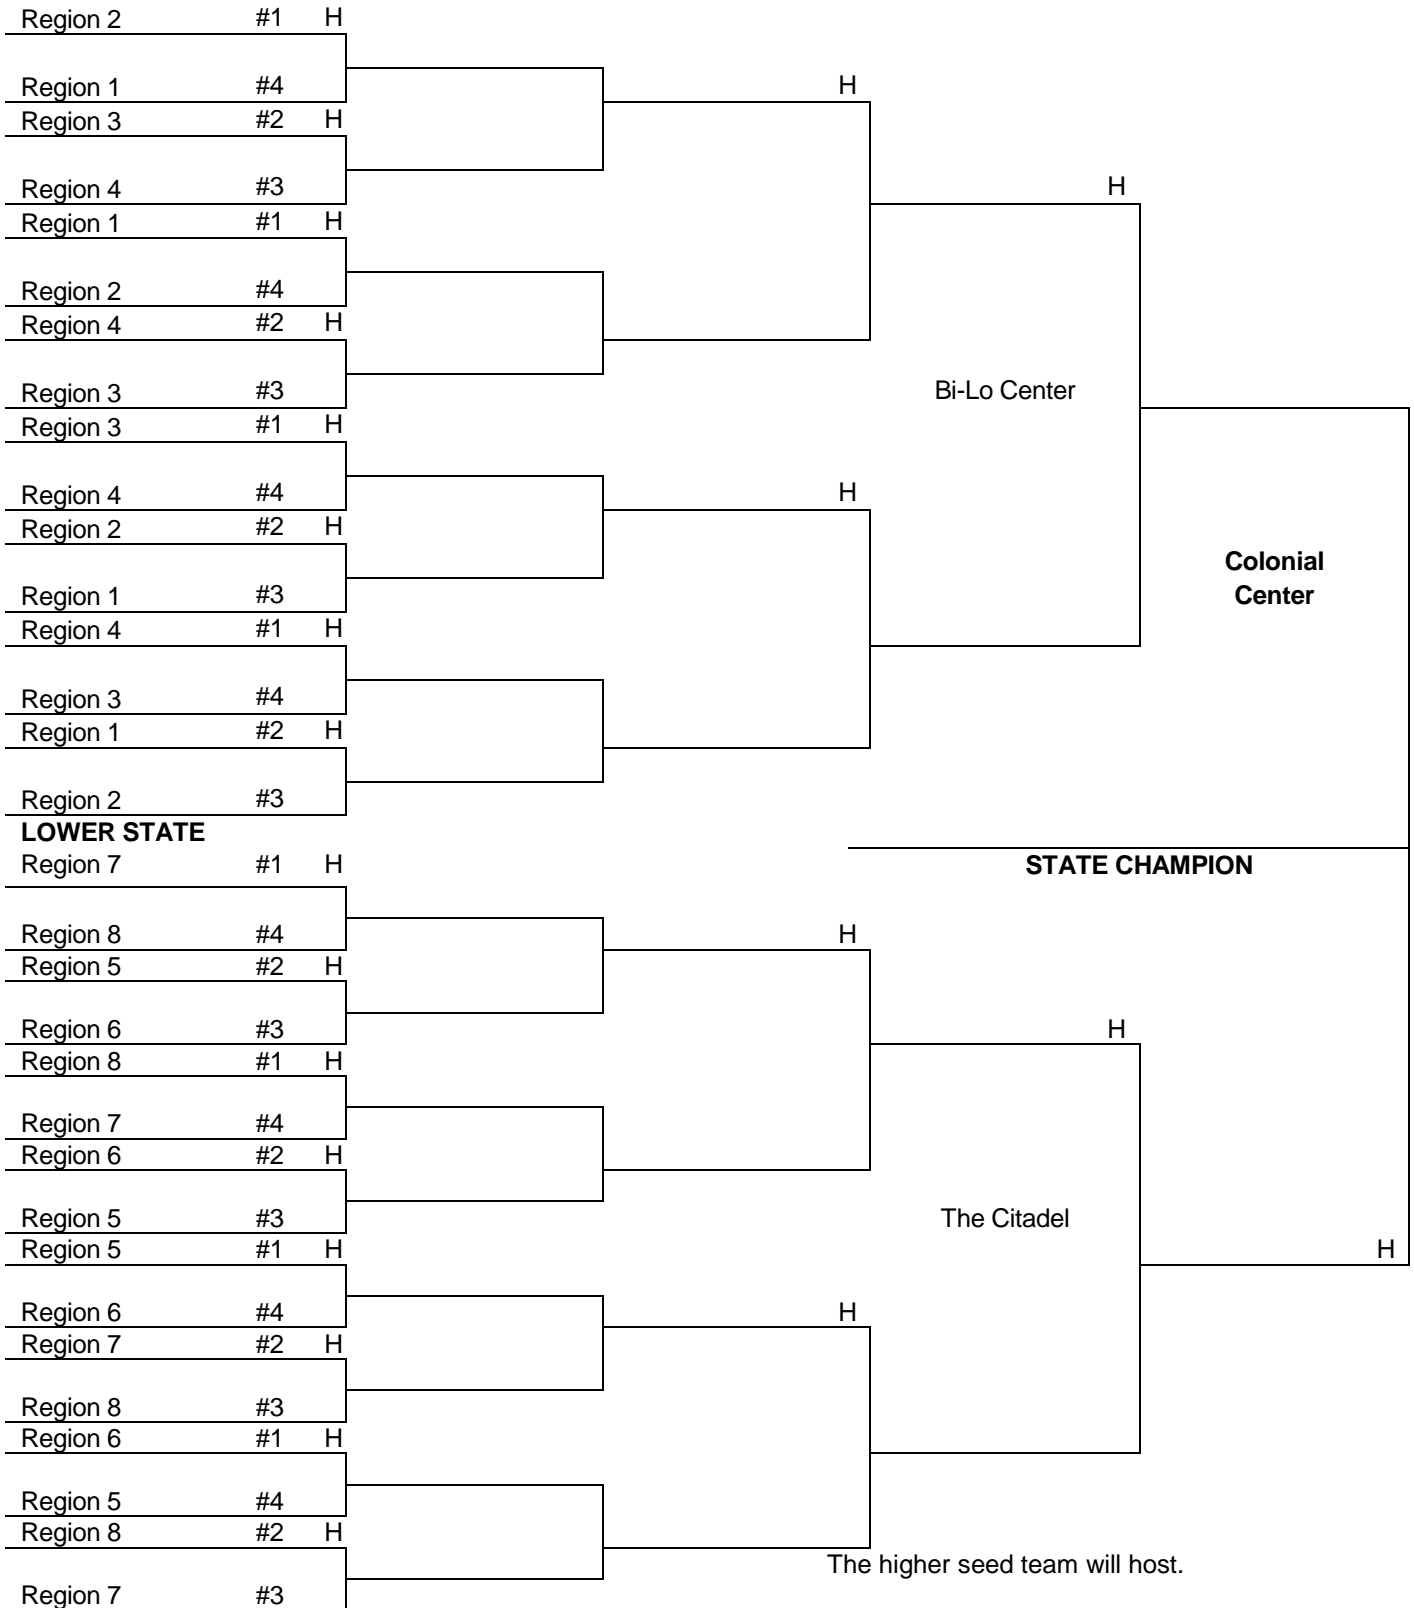 Region 2 #1 H
Region 1 #4 H
Region 3 #2 H
Region 4 #3 H
Region 1 #1 H
Region 2 #4
Region 4 #2 H
Region 3 #3 Bi-Lo Center
Region 3 #1 H
Region 4 #4 H
Region 2 #2 H
Colonial
Center
Region 1 #3
Region 4 #1 H
Region 3 #4
Region 1 #2 H
Region 2 #3
LOWER STATE
Region 7 #1 H STATE CHAMPION
Region 8 #4 H
Region 5 #2 H
Region 6 #3 H
Region 8 #1 H
Region 7 #4
Region 6 #2 H
Region 5 #3 The Citadel
Region 5 #1 H H
Region 6 #4 H
Region 7 #2 H
Region 8 #3
Region 6 #1 H
Region 5 #4
Region 8 #2 H
The higher seed team will host.
Region 7 #3